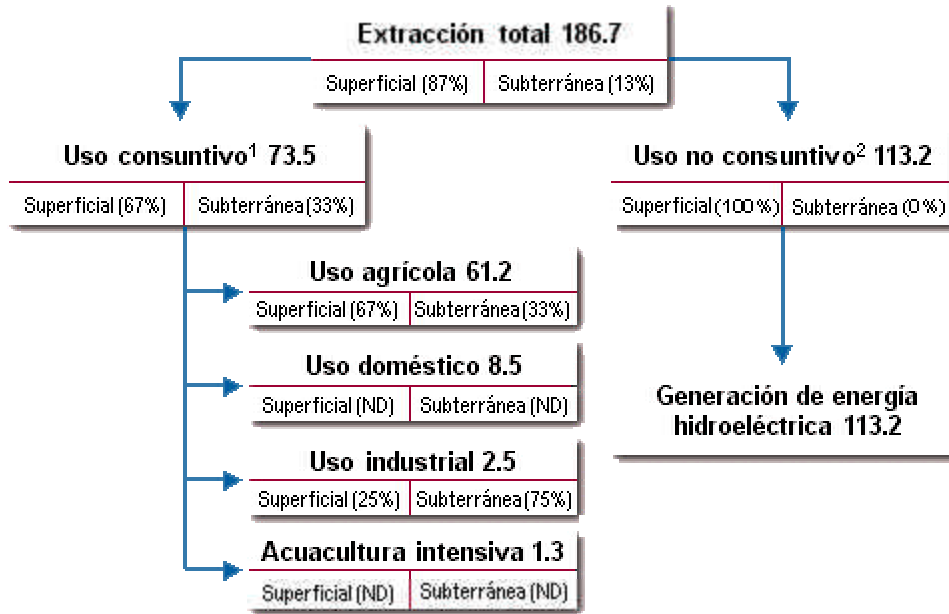 Extracción total 186.7
Superficial (87%) Subterránea (13%)
Uso consuntivo¹ 73.5
Superficial (67%) Subterránea (33%)
Uso no consuntivo² 113.2
Superficial (100%) Subterránea (0%)
Uso agrícola 61.2
Superficial (67%) Subterránea (33%)
Uso doméstico 8.5
Superficial (ND) Subterránea (ND)
Uso industrial 2.5
Superficial (25%) Subterránea (75%)
Acuacultura intensiva 1.3
Superficial (ND) Subterránea (ND)
Generación de energía
hidroeléctrica 113.2